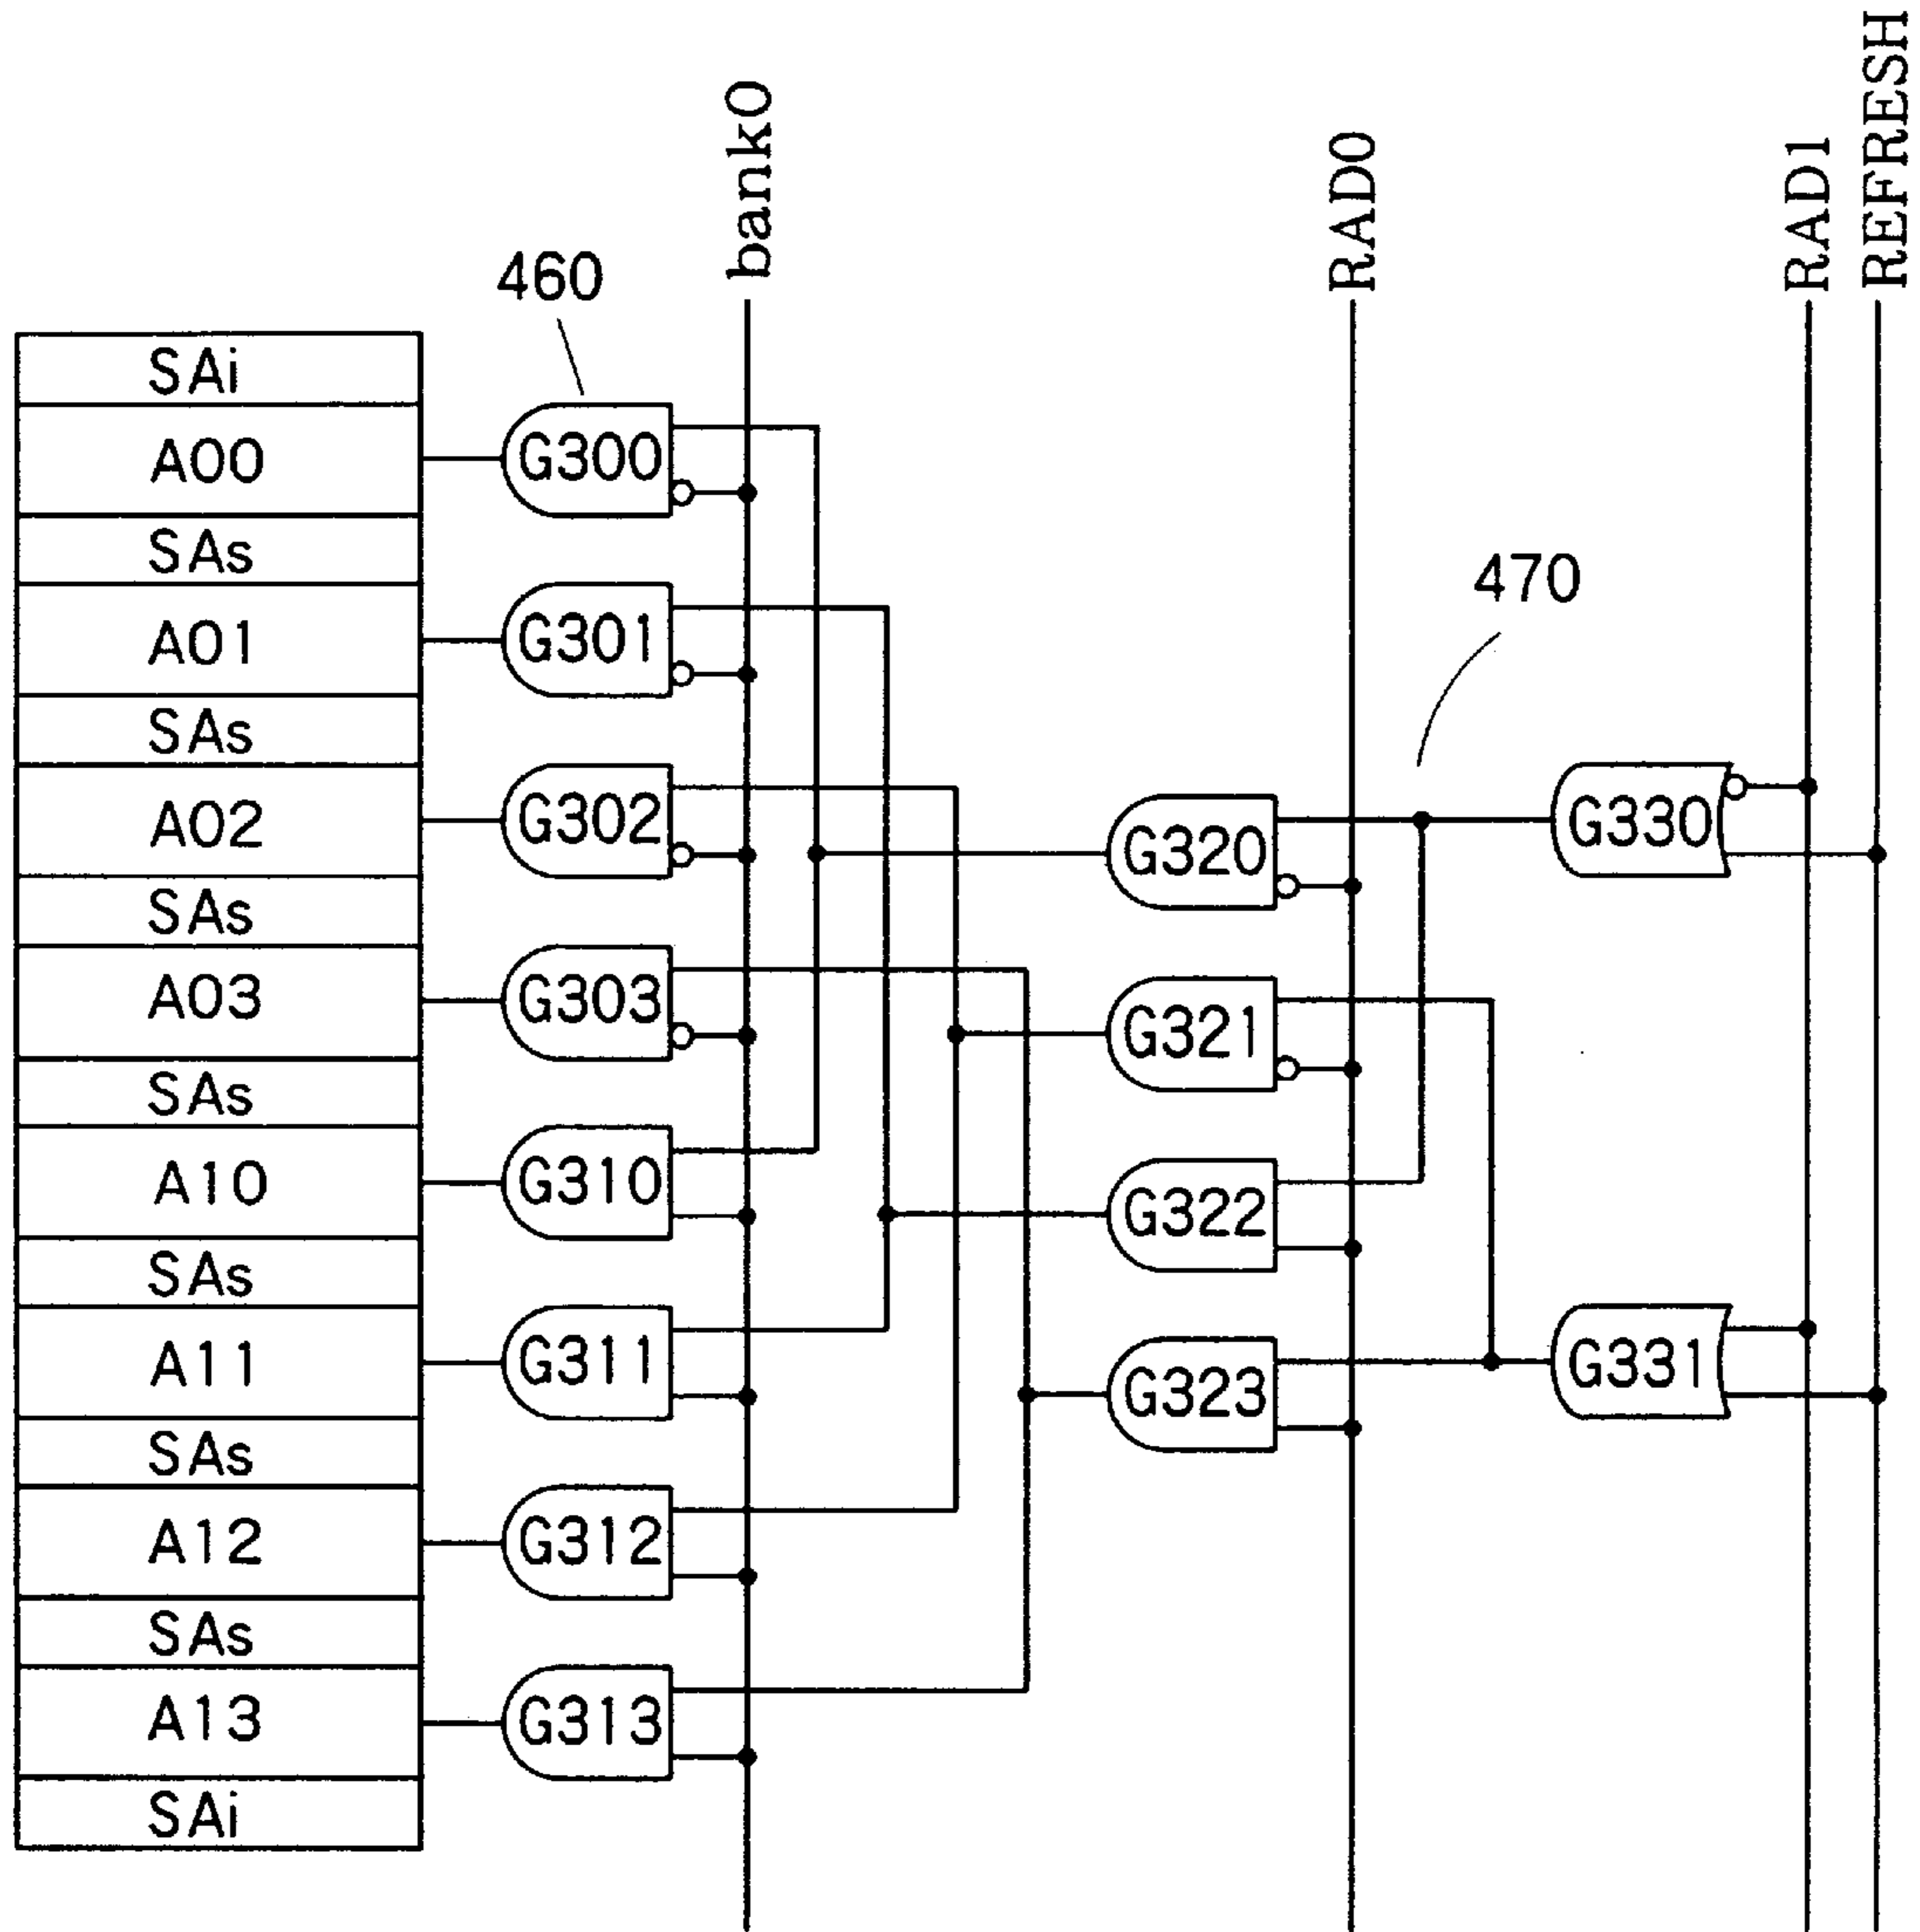 bank0
RAD0
RAD1
REFRESH
460
470
SAi
A00
SAs
A01
SAs
A02
SAs
A03
SAs
A10
SAs
A11
SAs
A12
SAs
A13
SAi
G300
G301
G302
G303
G310
G311
G312
G313
G320
G321
G322
G323
G330
G331